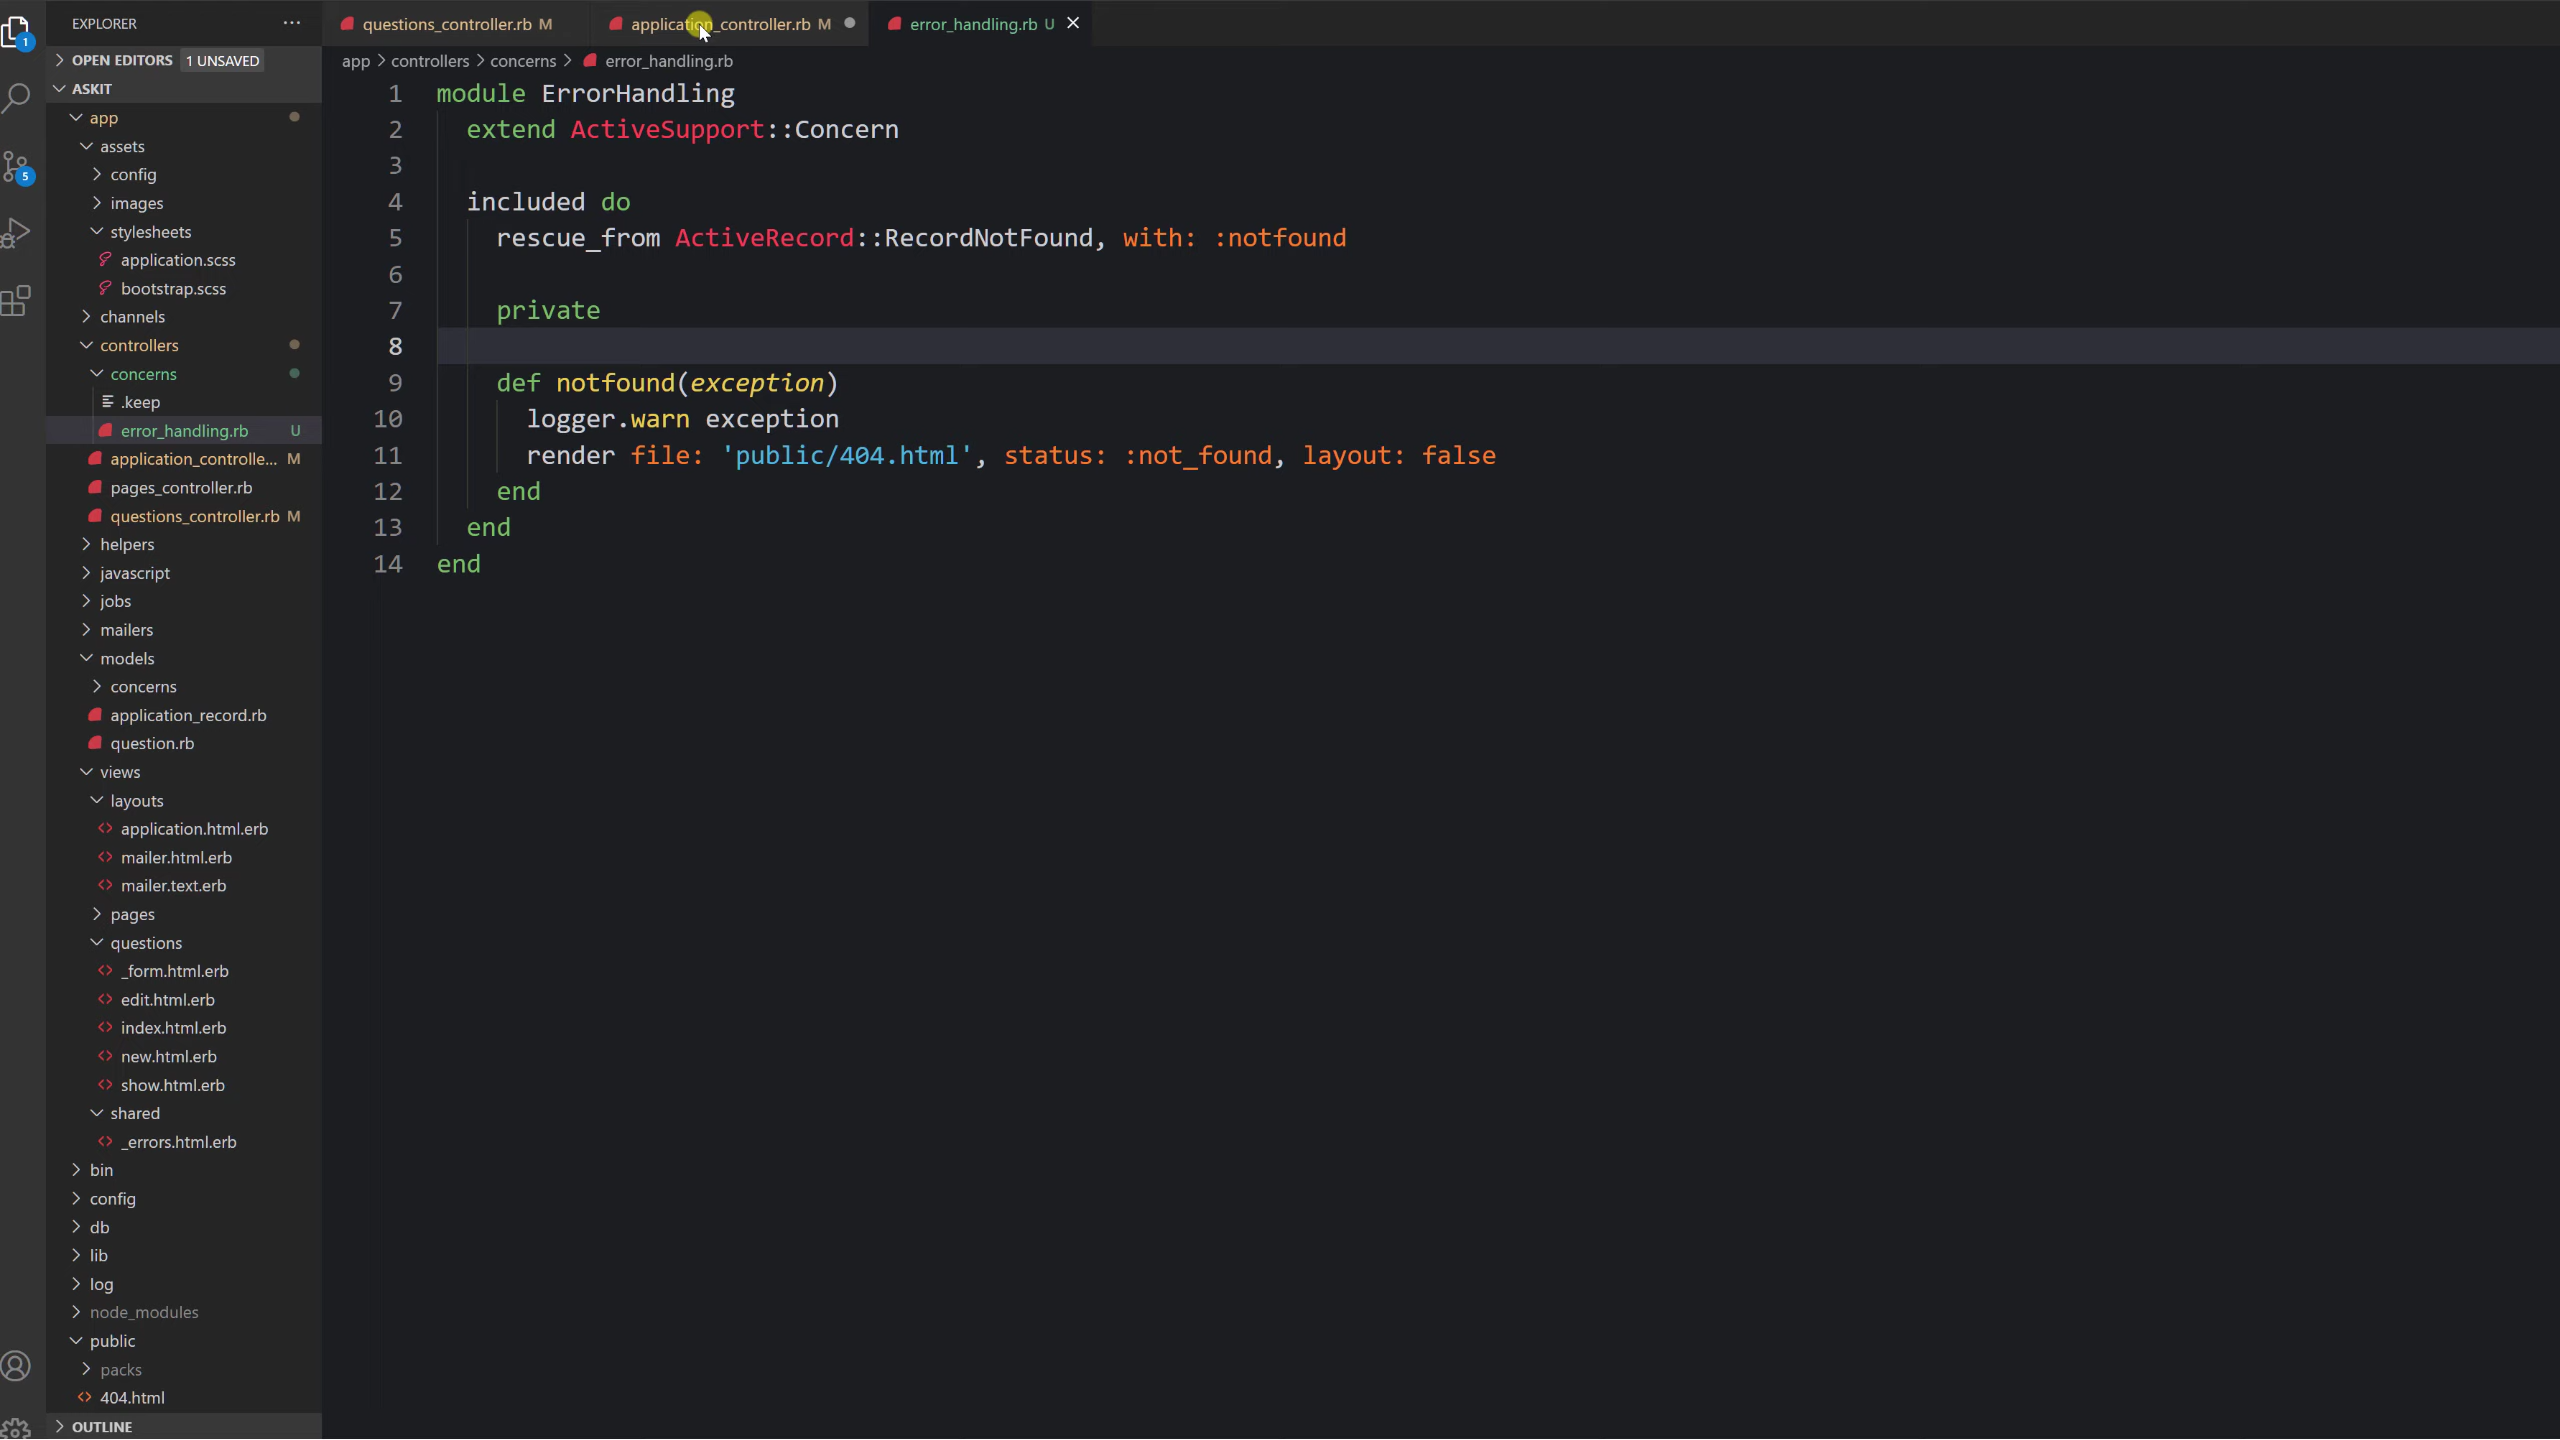 EXPLORER
OPEN EDITORS 1 UNSAVED
ASKIT
app
assets
config
images
stylesheets
application.scss
bootstrap.scss
channels
controllers
concerns
.keep
error_handling.rb U
application_controlle... M
pages_controller.rb
questions_controller.rb M
helpers
javascript
jobs
mailers
models
concerns
application_record.rb
question.rb
views
layouts
application.html.erb
mailer.html.erb
mailer.text.erb
pages
questions
_form.html.erb
edit.html.erb
index.html.erb
new.html.erb
show.html.erb
shared
_errors.html.erb
bin
config
db
lib
log
node_modules
public
packs
404.html
OUTLINE
1
5
questions_controller.rb M application_controller.rb M error_handling.rb U
app > controllers > concerns > error_handling.rb
1 module ErrorHandling
2 extend ActiveSupport::Concern
3
4 included do
5 rescue_from ActiveRecord::RecordNotFound, with: :notfound
6
7 private
8
9 def notfound(exception)
10 logger.warn exception
11 render file: 'public/404.html', status: :not_found, layout: false
12 end
13 end
14 end